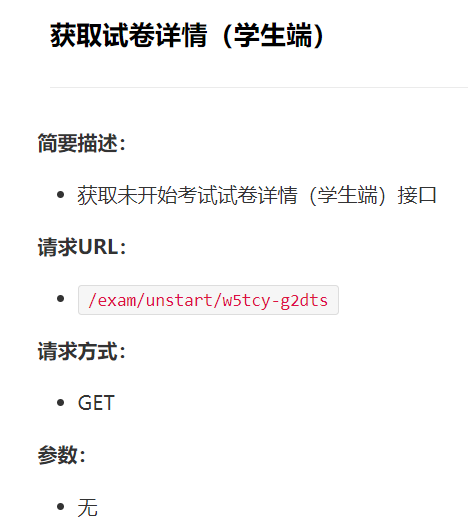 获取试卷详情（学生端）
简要描述：
获取未开始考试试卷详情（学生端）接口
请求URL：
/exam/unstart/w5tcy-g2dts
请求方式：
GET
参数：
无